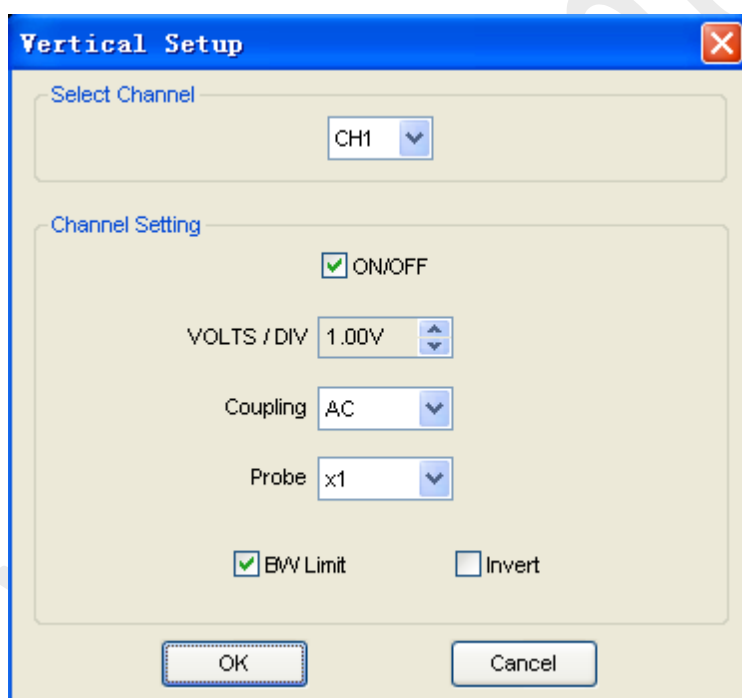 Vertical Setup
Select Channel
CH1
Channel Setting
ON/OFF
VOLTS / DIV 1.00V
Coupling AC
Probe x1
BW Limit Invert
OK Cancel